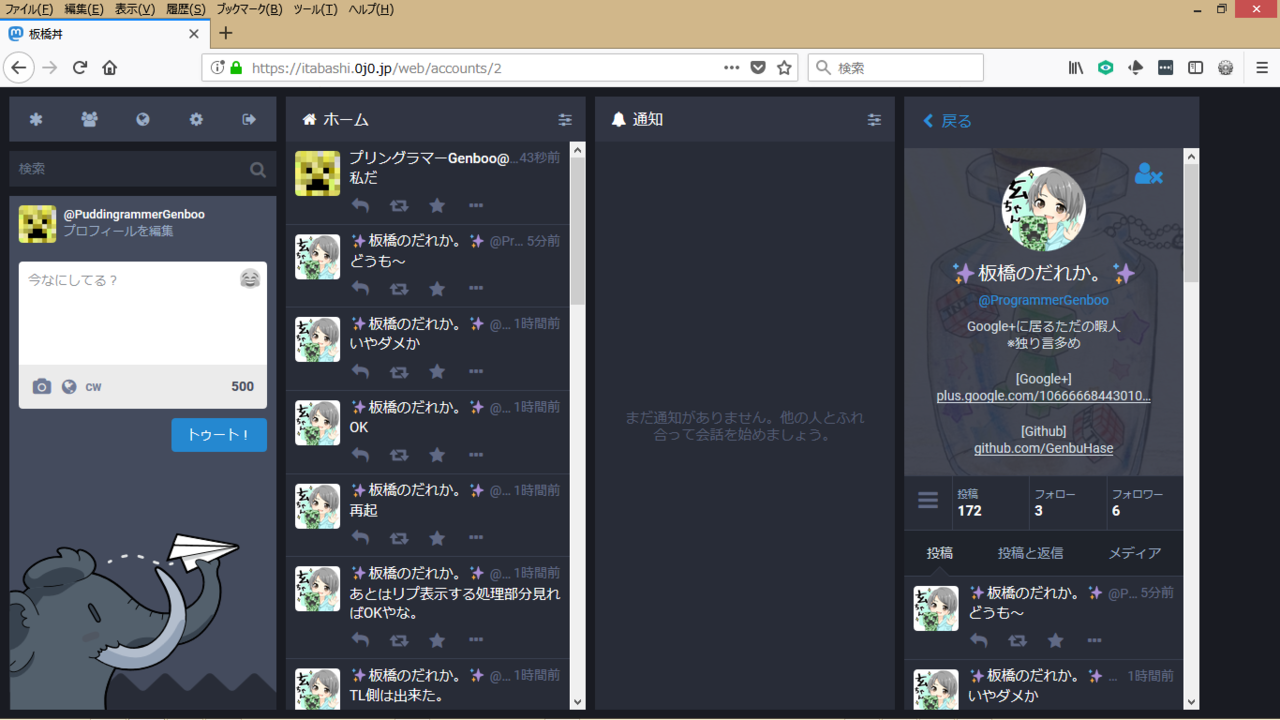 ファイル(F) 編集(E) 表示(V) 履歴(S) ブックマーク(B) ツール(T) ヘルプ(H)
板橋丼
https://itabashi.0j0.jp/web/accounts/2
検索
検索
@PuddingrammerGenboo
プロフィールを編集
今なにしてる？
CW
500
トゥート！
ホーム
プリングラマーGenboo@... 43秒前
私だ
✨板橋のだれか。✨ @Pr... 5分前
どうも～
✨板橋のだれか。✨ @... 1時間前
いやダメか
✨板橋のだれか。✨ @... 1時間前
OK
✨板橋のだれか。✨ @... 1時間前
再起
✨板橋のだれか。✨ @... 1時間前
あとはリプ表示する処理部分見れ
ばOKやな。
✨板橋のだれか。✨ @... 1時間前
TL側は出来た。
通知
まだ通知がありません。他の人とふれ
合って会話を始めましょう。
戻る
玄ちゃん
✨板橋のだれか。✨
@ProgrammerGenboo
Google+に居るただの暇人
※独り言多め
[Google+]
plus.google.com/10666668443010...
[Github]
github.com/GenbuHase
投稿 フォロー フォロワー
172 3 6
投稿 投稿と返信 メディア
✨板橋のだれか。✨ @P... 5分前
どうも～
✨板橋のだれか。✨ ... 1時間前
いやダメか